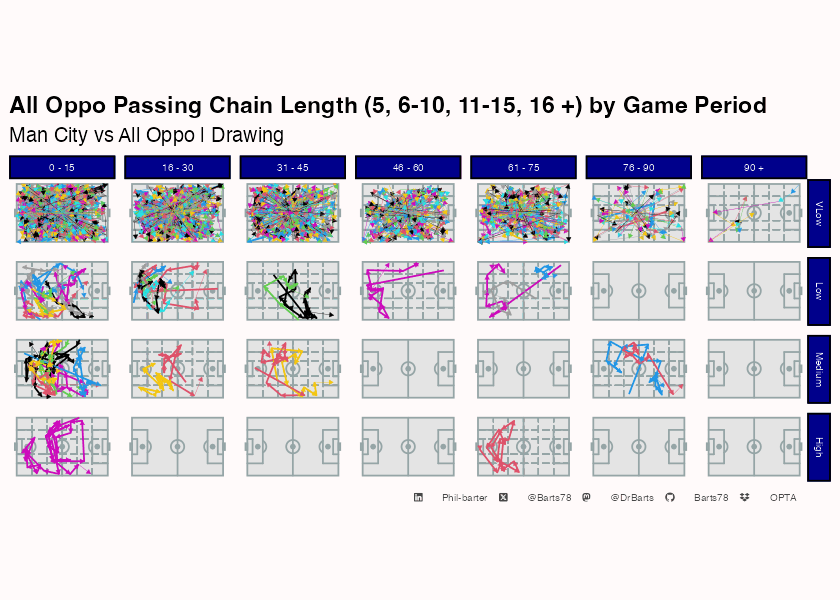 All Oppo Passing Chain Length (5, 6-10, 11-15, 16 +) by Game Period
Man City vs All Oppo | Drawing
0 - 15
16 - 30
31 - 45
46 - 60
61 - 75
76 - 90
90 +
VLow
Low
Medium
High
Phil-barter @Barts78 @DrBarts Barts78 OPTA